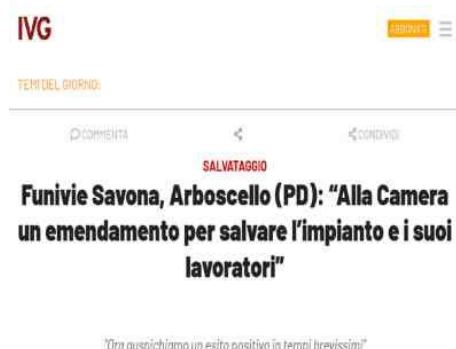 IVG
ABBONATI
TEMI DEL GIORNO:
COMMENTA
CONDIVIDI
SALVATAGGIO
Funivie Savona, Arboscello (PD): “Alla Camera
un emendamento per salvare l’impianto e i suoi
lavoratori”
"Ora auspichiamo un esito positivo in tempi brevissimi"